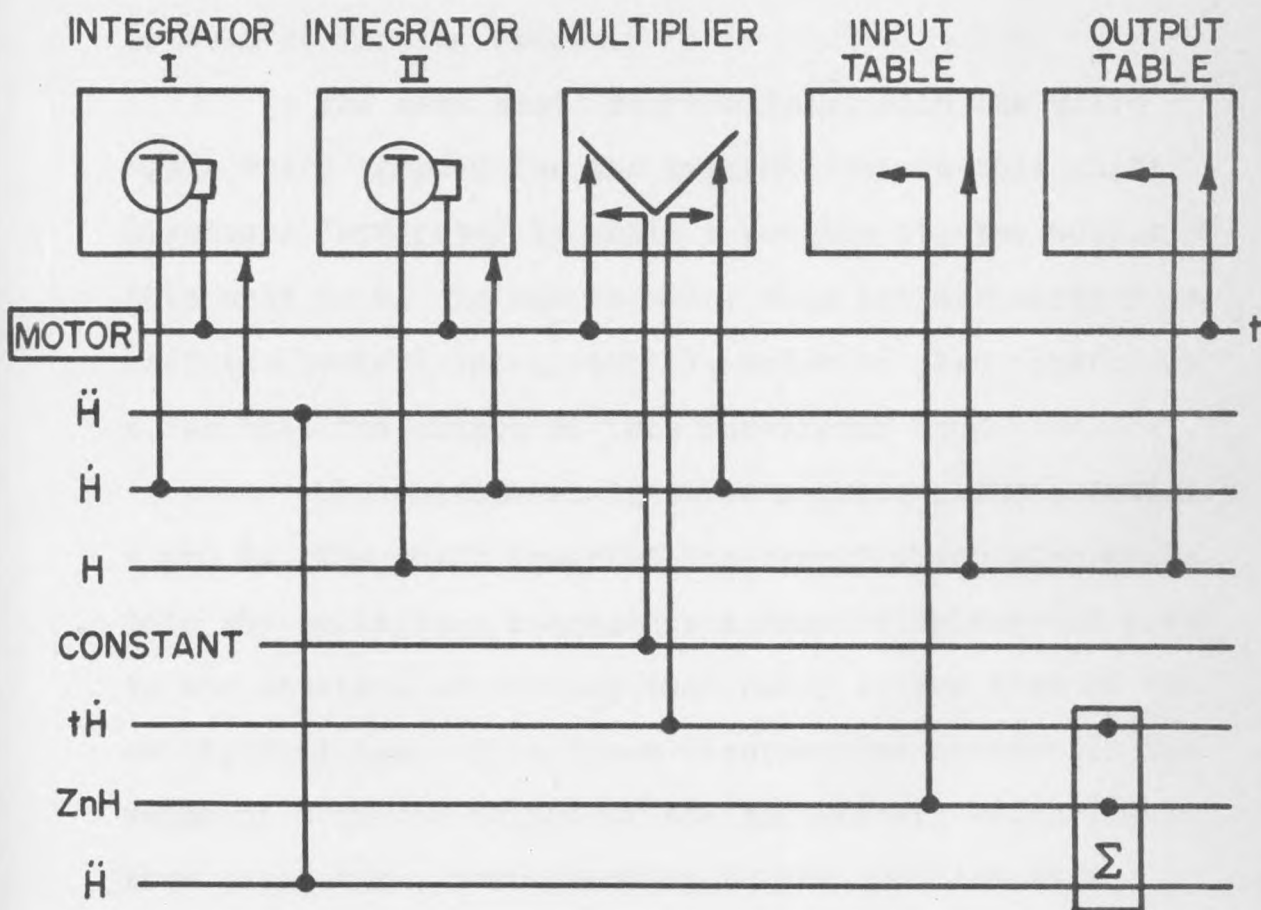 INTEGRATOR
I
INTEGRATOR
II
MULTIPLIER
INPUT
TABLE
OUTPUT
TABLE
MOTOR
t
Ḧ
Ḣ
H
CONSTANT
tḢ
ZnH
Ḧ
Σ